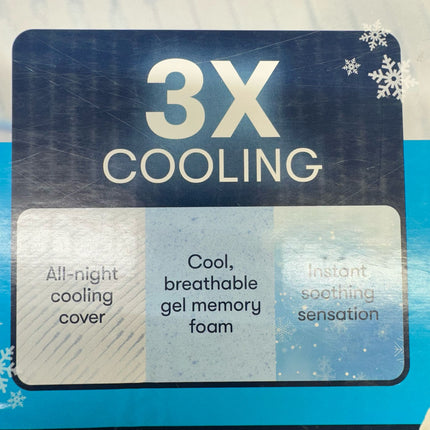 3X
COOLING
All-night
cooling
cover
Cool,
breathable
gel memory
foam
Instant
soothing
sensation